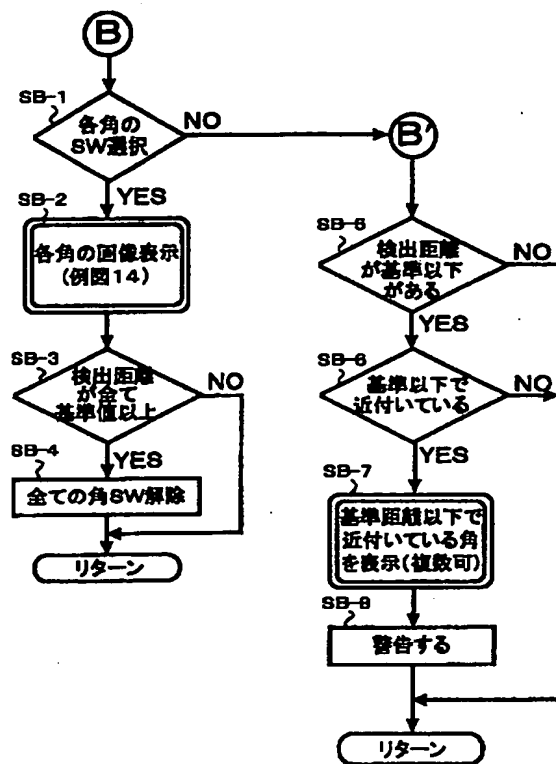 B
SB-1
各角の
SW選択
NO
YES
SB-2
各角の画像表示
(例図14)
SB-3
検出距離
が全て
基準値以上
NO
YES
SB-4
全ての角SW解除
リターン
B'
SB-5
検出距離
が基準以下
がある
NO
YES
SB-6
基準以下で
近付いている
NO
YES
SB-7
基準距離以下で
近付いている角
を表示(複数可)
SB-8
警告する
リターン